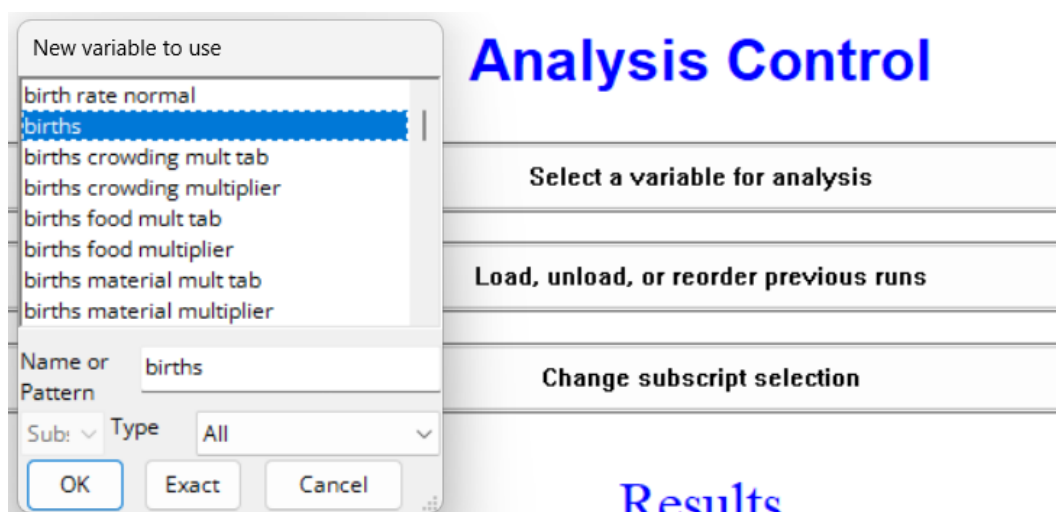 New variable to use
birth rate normal
births
births crowding mult tab
births crowding multiplier
births food mult tab
births food multiplier
births material mult tab
births material multiplier
Name or
Pattern
births
Subs
Type
All
OK
Exact
Cancel
Analysis Control
Select a variable for analysis
Load, unload, or reorder previous runs
Change subscript selection
Results